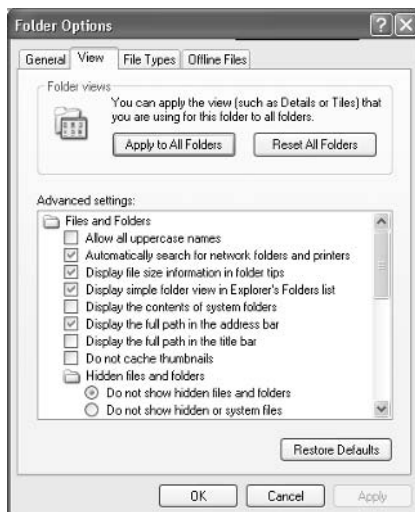 Folder Options
General View File Types Offline Files
Folder views
You can apply the view (such as Details or Tiles) that
you are using for this folder to all folders.
Apply to All Folders Reset All Folders
Advanced settings:
Files and Folders
Allow all uppercase names
Automatically search for network folders and printers
Display file size information in folder tips
Display simple folder view in Explorer's Folders list
Display the contents of system folders
Display the full path in the address bar
Display the full path in the title bar
Do not cache thumbnails
Hidden files and folders
Do not show hidden files and folders
Do not show hidden or system files
Restore Defaults
OK Cancel Apply